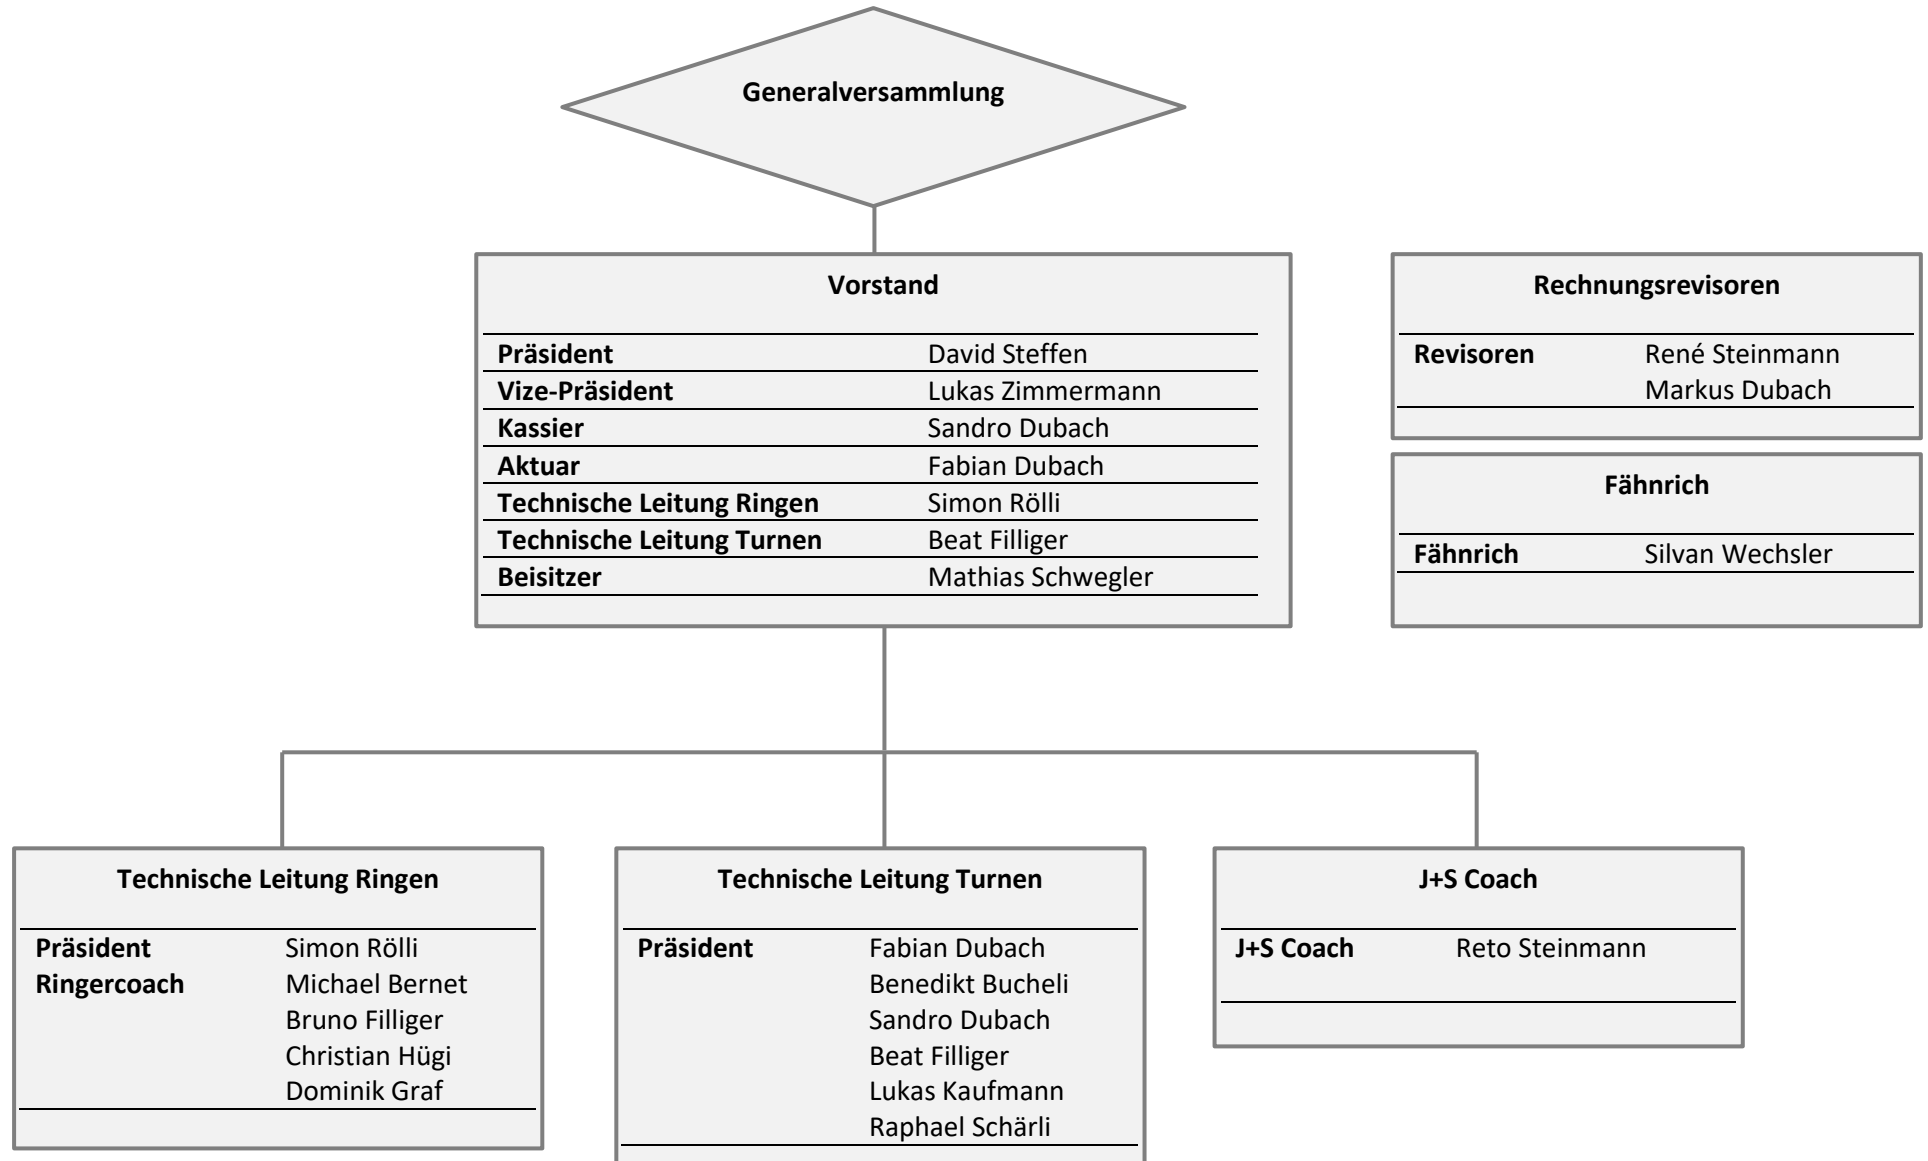 Generalversammlung
Vorstand
Präsident David Steffen
Vize-Präsident Lukas Zimmermann
Kassier Sandro Dubach
Aktuar Fabian Dubach
Technische Leitung Ringen Simon Rölli
Technische Leitung Turnen Beat Filliger
Beisitzer Mathias Schwegler
Rechnungsrevisoren
Revisoren René Steinmann
Markus Dubach
Fähnrich
Fähnrich Silvan Wechsler
Technische Leitung Ringen
Präsident Simon Rölli
Ringercoach Michael Bernet
Bruno Filliger
Christian Hügi
Dominik Graf
Technische Leitung Turnen
Präsident Fabian Dubach
Benedikt Bucheli
Sandro Dubach
Beat Filliger
Lukas Kaufmann
Raphael Schärli
J+S Coach
J+S Coach Reto Steinmann